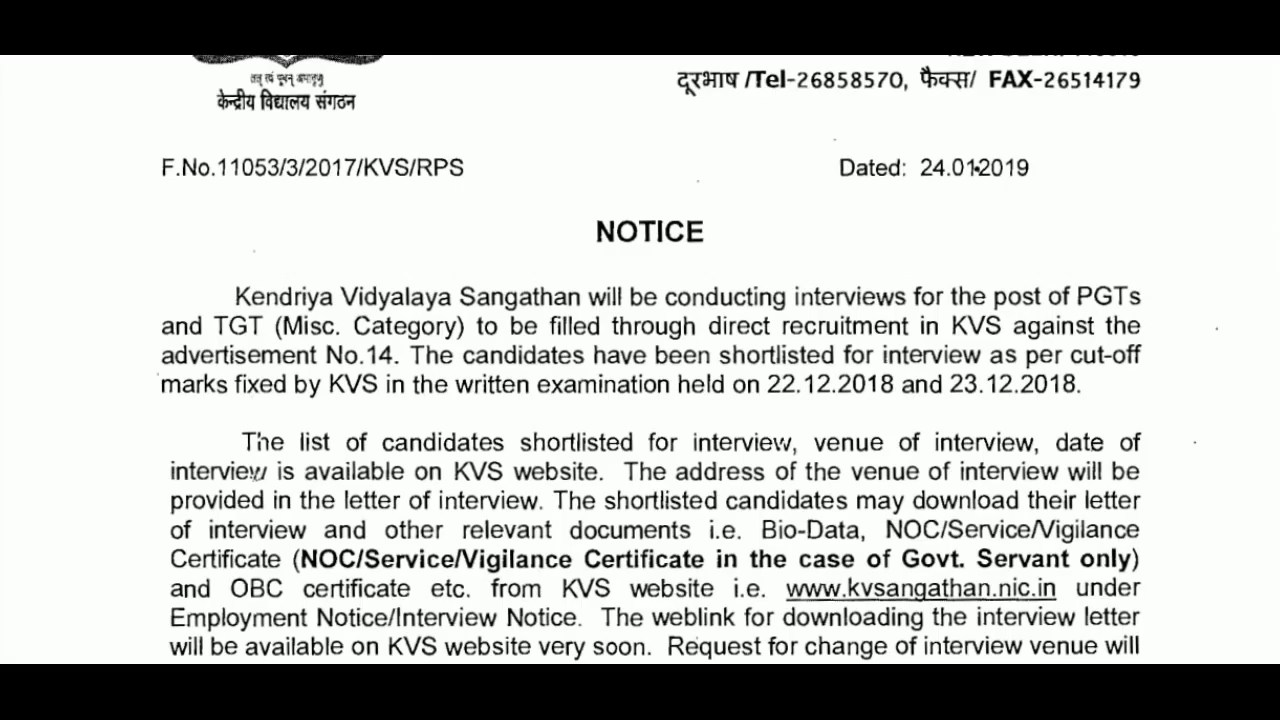 तत् त्वं पूषन् अपावृणु
केन्द्रीय विद्यालय संगठन
दूरभाष /Tel-26858570, फैक्स/ FAX-26514179
F.No.11053/3/2017/KVS/RPS Dated: 24.01.2019
NOTICE
Kendriya Vidyalaya Sangathan will be conducting interviews for the post of PGTs
and TGT (Misc. Category) to be filled through direct recruitment in KVS against the
advertisement No.14. The candidates have been shortlisted for interview as per cut-off
marks fixed by KVS in the written examination held on 22.12.2018 and 23.12.2018.
The list of candidates shortlisted for interview, venue of interview, date of
interview is available on KVS website. The address of the venue of interview will be
provided in the letter of interview. The shortlisted candidates may download their letter
of interview and other relevant documents i.e. Bio-Data, NOC/Service/Vigilance
Certificate (NOC/Service/Vigilance Certificate in the case of Govt. Servant only)
and OBC certificate etc. from KVS website i.e. www.kvsangathan.nic.in under
Employment Notice/Interview Notice. The weblink for downloading the interview letter
will be available on KVS website very soon. Request for change of interview venue will